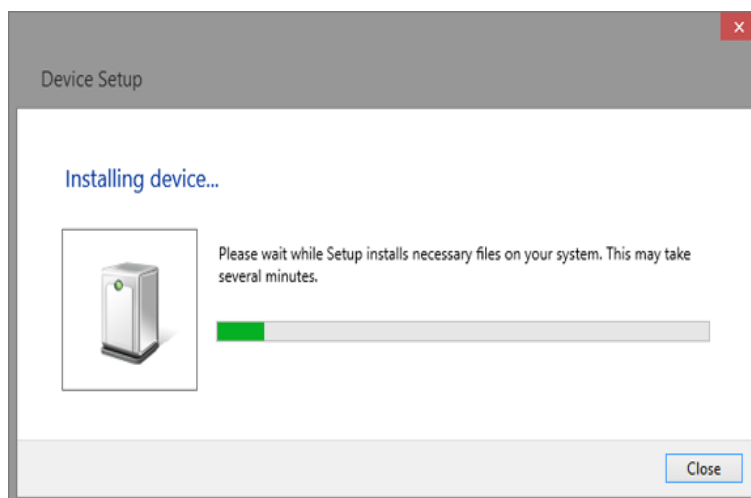 Device Setup
Installing device...
Please wait while Setup installs necessary files on your system. This may take
several minutes.
Close